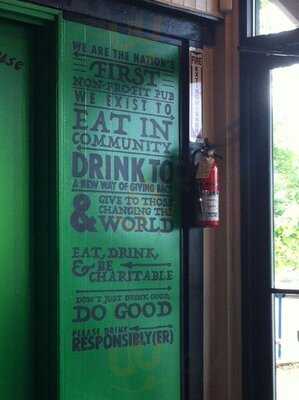 use
WE ARE THE NATION'S
FIRST
NON-PROFIT PUB
WE EXIST TO
EAT IN
COMMUNITY,
DRINK TO
A NEW WAY OF GIVING BACK
& GIVE TO THOSE
CHANGING THE
WORLD
EAT, DRINK,
& BE
CHARITABLE
DON'T JUST DRINK GOOD,
DO GOOD
PLEASE DRINK
RESPONSIBLY(ER)
FIRE